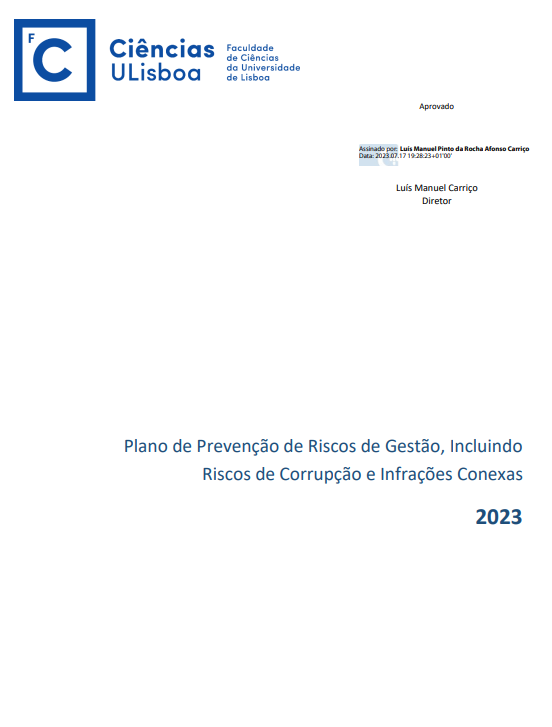 F
C
Ciências
ULisboa
Faculdade
de Ciências
da Universidade
de Lisboa
Aprovado
Assinado por: Luís Manuel Pinto da Rocha Afonso Carriço
Data: 2023.07.17 19:28:23+01'00'
Luís Manuel Carriço
Diretor
Plano de Prevenção de Riscos de Gestão, Incluindo
Riscos de Corrupção e Infrações Conexas
2023